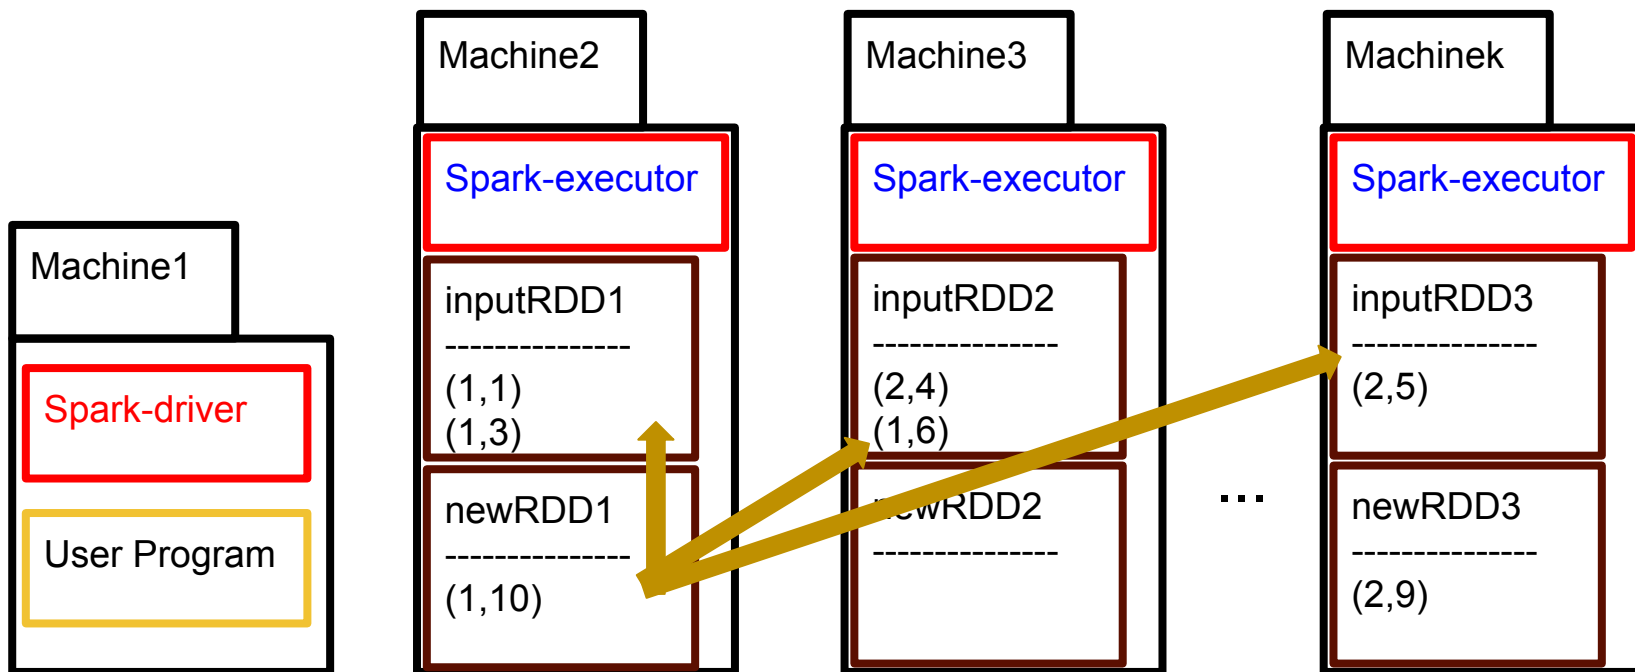 Machine1
Spark-driver
User Program
Machine2
Spark-executor
inputRDD1
---------------
(1,1)
(1,3)
newRDD1
---------------
(1,10)
Machine3
Spark-executor
inputRDD2
---------------
(2,4)
(1,6)
newRDD2
---------------
...
Machinek
Spark-executor
inputRDD3
---------------
(2,5)
newRDD3
---------------
(2,9)